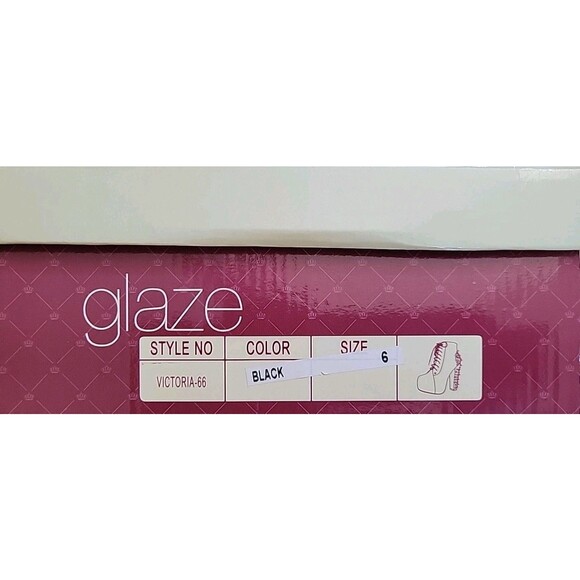 glaze
STYLE NO COLOR SIZE
VICTORIA-66 BLACK 6